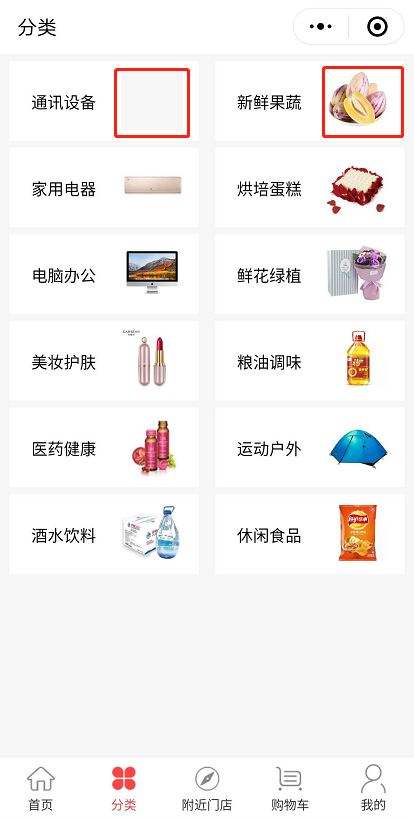 分类
通讯设备
新鲜果蔬
家用电器
烘培蛋糕
电脑办公
鲜花绿植
美妆护肤
粮油调味
医药健康
运动户外
酒水饮料
休闲食品
首页
分类
附近门店
购物车
我的